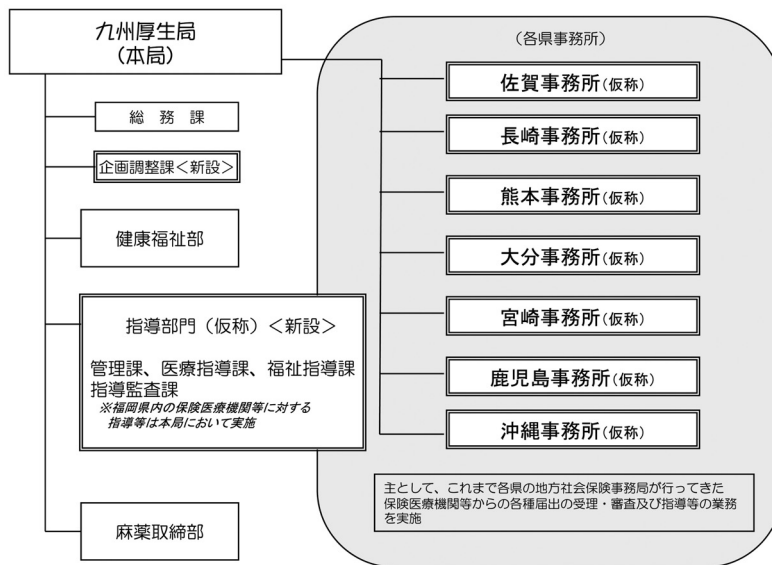 九州厚生局
(本局)
総 務 課
企画調整課<新設>
健康福祉部
指導部門(仮称)<新設>
管理課、医療指導課、福祉指導課
指導監査課
※福岡県内の保険医療機関等に対する
指導等は本局において実施
麻薬取締部
(各県事務所)
佐賀事務所(仮称)
長崎事務所(仮称)
熊本事務所(仮称)
大分事務所(仮称)
宮崎事務所(仮称)
鹿児島事務所(仮称)
沖縄事務所(仮称)
主として、これまで各県の地方社会保険事務局が行ってきた
保険医療機関等からの各種届出の受理・審査及び指導等の業務
を実施